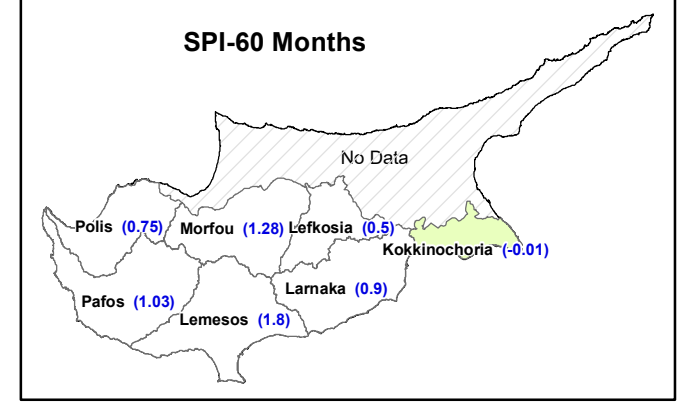 SPI-60 Months
No Data
Polis (0.75)
Morfou (1.28)
Lefkosia (0.5)
Kokkinochoria (-0.01)
Larnaka (0.9)
Pafos (1.03)
Lemesos (1.8)